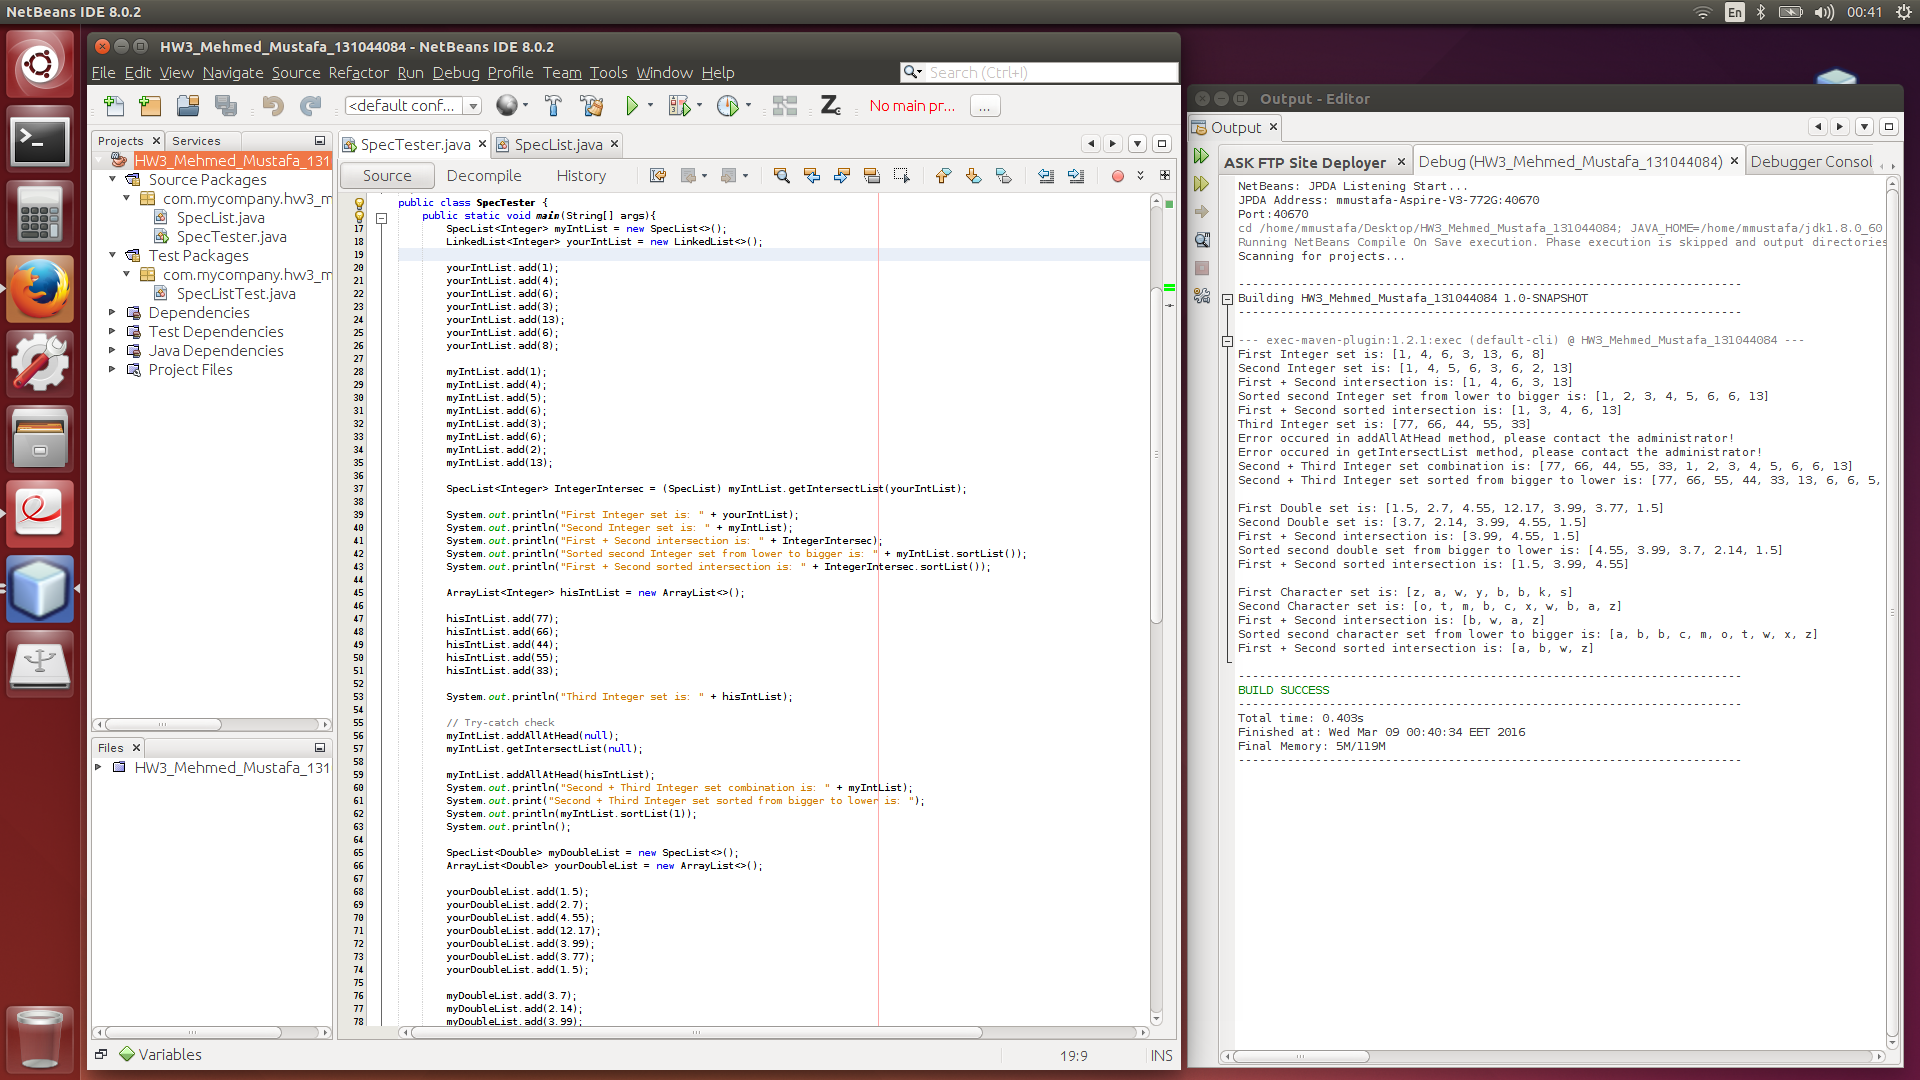 NetBeans IDE 8.0.2
En
00:41
HW3_Mehmed_Mustafa_131044084 - NetBeans IDE 8.0.2
File Edit View Navigate Source Refactor Run Debug Profile Team Tools Window Help
Search (Ctrl+I)
<default conf...
No main pr...
...
Projects
Services
HW3_Mehmed_Mustafa_131
Source Packages
com.mycompany.hw3_m
SpecList.java
SpecTester.java
Test Packages
com.mycompany.hw3_m
SpecListTest.java
Dependencies
Test Dependencies
Java Dependencies
Project Files
Files
HW3_Mehmed_Mustafa_131
SpecTester.java
SpecList.java
Source Decompile History
public class SpecTester {
public static void main(String[] args){
17 SpecList<Integer> myIntList = new SpecList<>();
18 LinkedList<Integer> yourIntList = new LinkedList<>();
19
20 yourIntList.add(1);
21 yourIntList.add(4);
22 yourIntList.add(6);
23 yourIntList.add(3);
24 yourIntList.add(13);
25 yourIntList.add(6);
26 yourIntList.add(8);
27
28 myIntList.add(1);
29 myIntList.add(4);
30 myIntList.add(5);
31 myIntList.add(6);
32 myIntList.add(3);
33 myIntList.add(6);
34 myIntList.add(2);
35 myIntList.add(13);
36
37 SpecList<Integer> IntegerIntersec = (SpecList) myIntList.getIntersectList(yourIntList);
38
39 System.out.println("First Integer set is: " + yourIntList);
40 System.out.println("Second Integer set is: " + myIntList);
41 System.out.println("First + Second intersection is: " + IntegerIntersec);
42 System.out.println("Sorted second Integer set from lower to bigger is: " + myIntList.sortList());
43 System.out.println("First + Second sorted intersection is: " + IntegerIntersec.sortList());
44
45 ArrayList<Integer> hisIntList = new ArrayList<>();
46
47 hisIntList.add(77);
48 hisIntList.add(66);
49 hisIntList.add(44);
50 hisIntList.add(55);
51 hisIntList.add(33);
52
53 System.out.println("Third Integer set is: " + hisIntList);
54
55 // Try-catch check
56 myIntList.addAllAtHead(null);
57 myIntList.getIntersectList(null);
58
59 myIntList.addAllAtHead(hisIntList);
60 System.out.println("Second + Third Integer set combination is: " + myIntList);
61 System.out.print("Second + Third Integer set sorted from bigger to lower is: ");
62 System.out.println(myIntList.sortList(1));
63 System.out.println();
64
65 SpecList<Double> myDoubleList = new SpecList<>();
66 ArrayList<Double> yourDoubleList = new ArrayList<>();
67
68 yourDoubleList.add(1.5);
69 yourDoubleList.add(2.7);
70 yourDoubleList.add(4.55);
71 yourDoubleList.add(12.17);
72 yourDoubleList.add(3.99);
73 yourDoubleList.add(3.77);
74 yourDoubleList.add(1.5);
75
76 myDoubleList.add(3.7);
77 myDoubleList.add(2.14);
78 myDoubleList.add(3.99);
Variables
19:9
INS
Output - Editor
Output
ASK FTP Site Deployer
Debug (HW3_Mehmed_Mustafa_131044084)
Debugger Consol
NetBeans: JPDA Listening Start...
JPDA Address: mmustafa-Aspire-V3-772G:40670
Port:40670
cd /home/mmustafa/Desktop/HW3_Mehmed_Mustafa_131044084; JAVA_HOME=/home/mmustafa/jdk1.8.0_60
Running NetBeans Compile On Save execution. Phase execution is skipped and output directories
Scanning for projects...
------------------------------------------------------------------------
Building HW3_Mehmed_Mustafa_131044084 1.0-SNAPSHOT
------------------------------------------------------------------------
--- exec-maven-plugin:1.2.1:exec (default-cli) @ HW3_Mehmed_Mustafa_131044084 ---
First Integer set is: [1, 4, 6, 3, 13, 6, 8]
Second Integer set is: [1, 4, 5, 6, 3, 6, 2, 13]
First + Second intersection is: [1, 4, 6, 3, 13]
Sorted second Integer set from lower to bigger is: [1, 2, 3, 4, 5, 6, 6, 13]
First + Second sorted intersection is: [1, 3, 4, 6, 13]
Third Integer set is: [77, 66, 44, 55, 33]
Error occured in addAllAtHead method, please contact the administrator!
Error occured in getIntersectList method, please contact the administrator!
Second + Third Integer set combination is: [77, 66, 44, 55, 33, 1, 2, 3, 4, 5, 6, 6, 13]
Second + Third Integer set sorted from bigger to lower is: [77, 66, 55, 44, 33, 13, 6, 6, 5,
First Double set is: [1.5, 2.7, 4.55, 12.17, 3.99, 3.77, 1.5]
Second Double set is: [3.7, 2.14, 3.99, 4.55, 1.5]
First + Second intersection is: [3.99, 4.55, 1.5]
Sorted second double set from bigger to lower is: [4.55, 3.99, 3.7, 2.14, 1.5]
First + Second sorted intersection is: [1.5, 3.99, 4.55]
First Character set is: [z, a, w, y, b, b, k, s]
Second Character set is: [o, t, m, b, c, x, w, b, a, z]
First + Second intersection is: [b, w, a, z]
Sorted second character set from lower to bigger is: [a, b, b, c, m, o, t, w, x, z]
First + Second sorted intersection is: [a, b, w, z]
------------------------------------------------------------------------
BUILD SUCCESS
------------------------------------------------------------------------
Total time: 0.403s
Finished at: Wed Mar 09 00:40:34 EET 2016
Final Memory: 5M/119M
------------------------------------------------------------------------